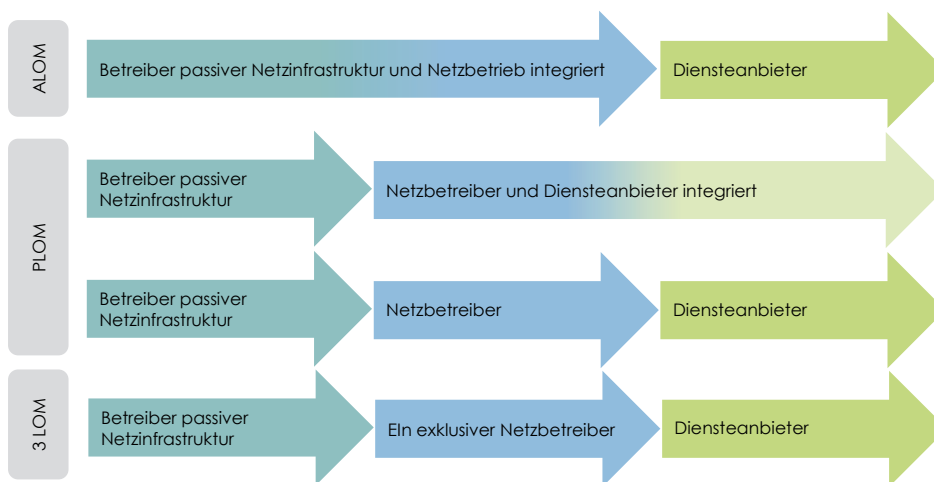 ALOM
Betreiber passiver Netzinfrastruktur und Netzbetrieb integriert
Diensteanbieter
PLOM
Betreiber passiver
Netzinfrastruktur
Netzbetreiber und Diensteanbieter integriert
Betreiber passiver
Netzinfrastruktur
Netzbetreiber
Diensteanbieter
3 LOM
Betreiber passiver
Netzinfrastruktur
EIn exklusiver Netzbetreiber
Diensteanbieter